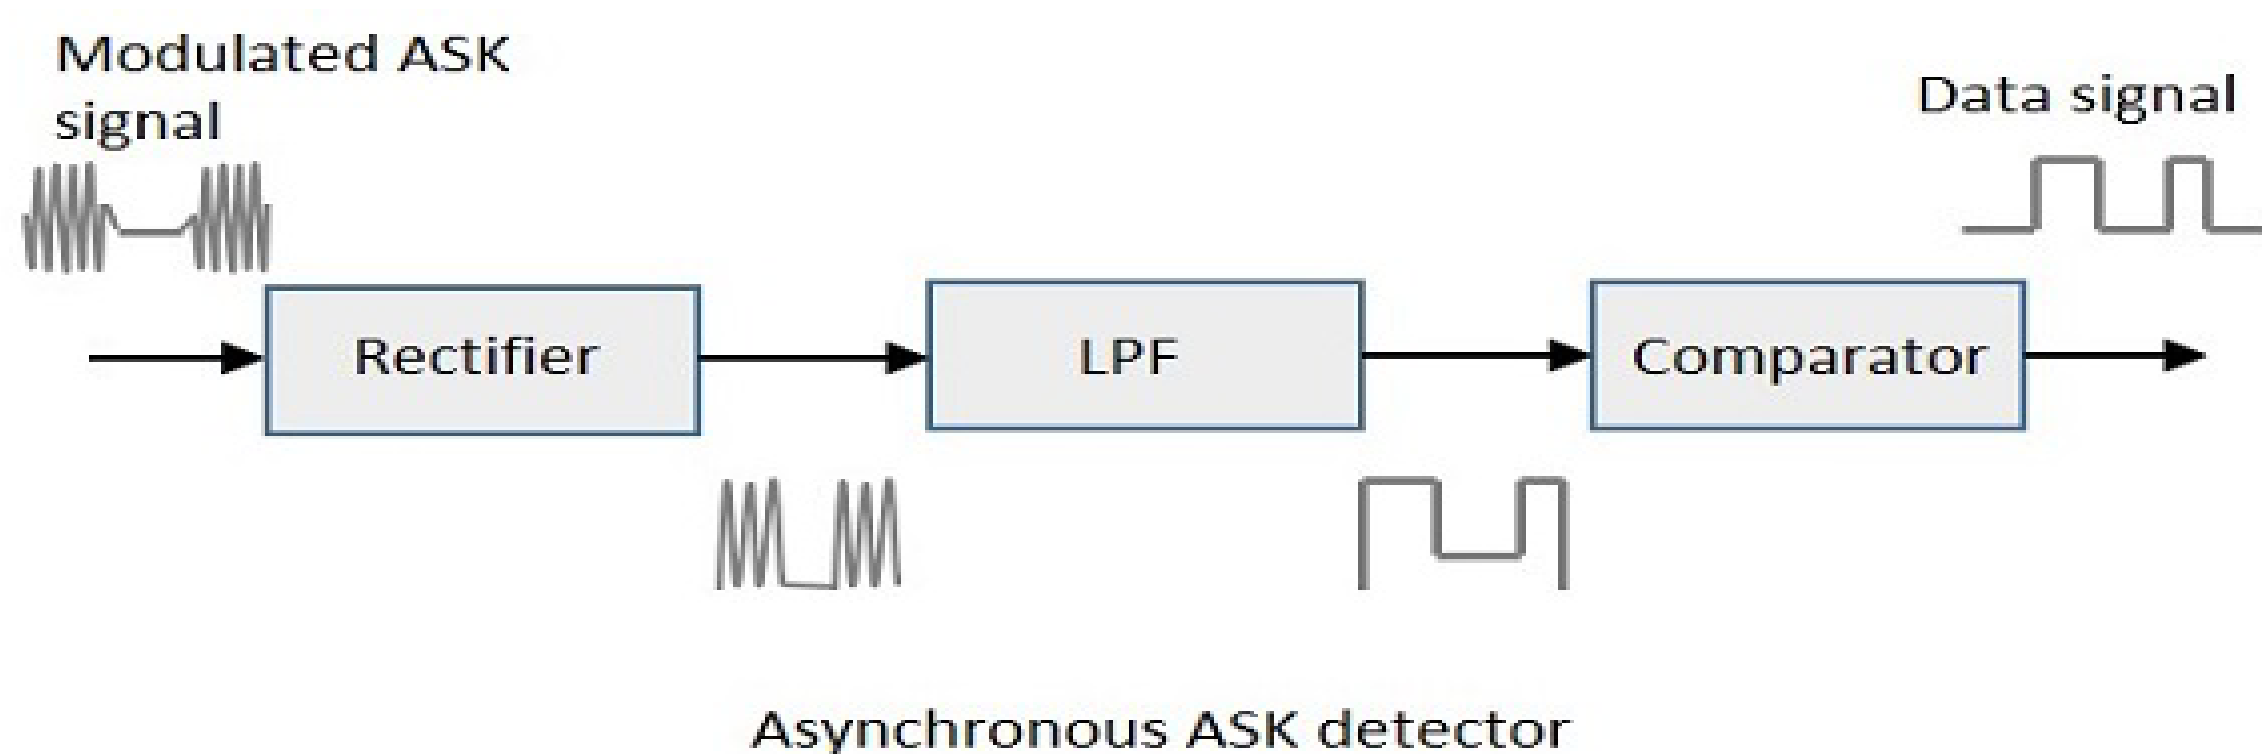 Modulated ASK
signal
Data signal
Rectifier
LPF
Comparator
Asynchronous ASK detector